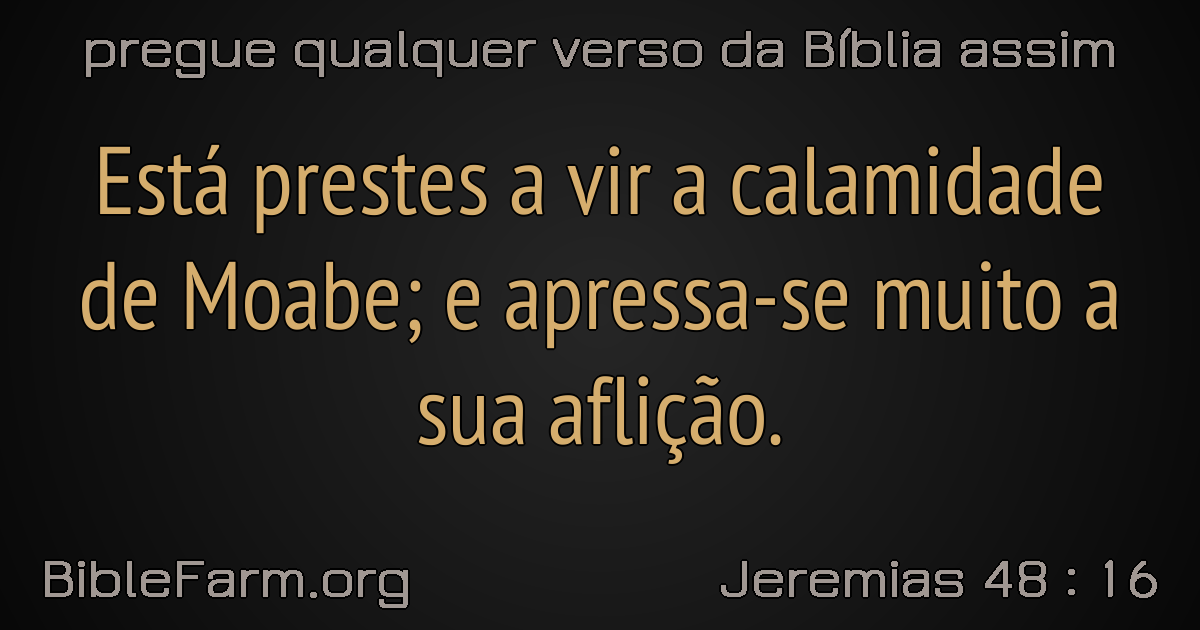 pregue qualquer verso da Bíblia assim
Está prestes a vir a calamidade
de Moabe; e apressa-se muito a
sua aflição.
BibleFarm.org
Jeremias 48 : 16